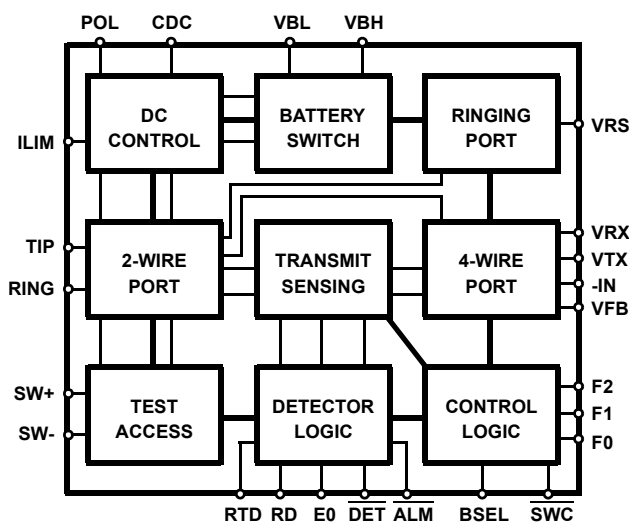 POL CDC VBL VBH
DC CONTROL
BATTERY SWITCH
RINGING PORT
ILIM
VRS
2-WIRE PORT
TRANSMIT SENSING
4-WIRE PORT
TIP
RING
VRX
VTX
-IN
VFB
TEST ACCESS
DETECTOR LOGIC
CONTROL LOGIC
SW+
SW-
F2
F1
F0
RTD RD E0 DET ALM BSEL SWC